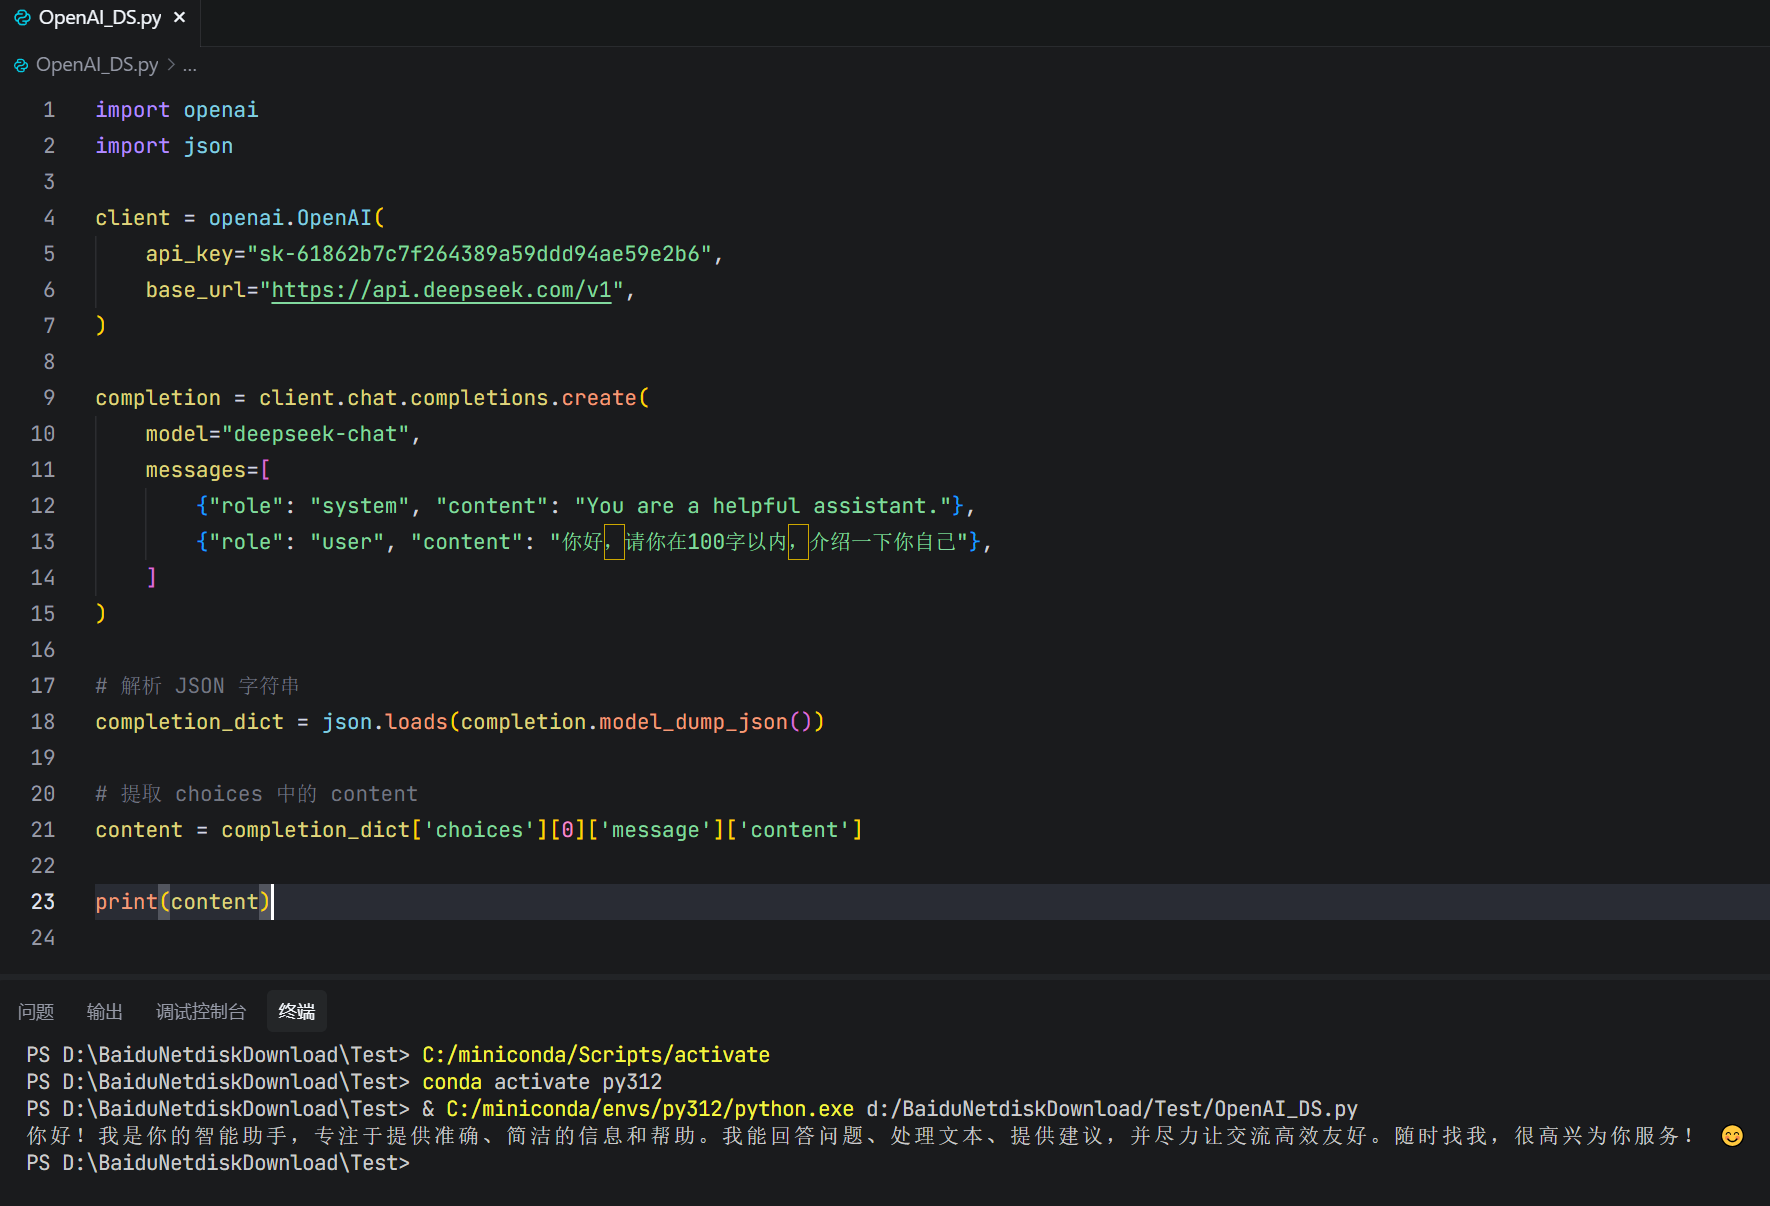 OpenAI_DS.py ×
OpenAI_DS.py > ...
1 import openai
2 import json
3
4 client = openai.OpenAI(
5     api_key="sk-61862b7c7f264389a59ddd94ae59e2b6",
6     base_url="https://api.deepseek.com/v1",
7 )
8
9 completion = client.chat.completions.create(
10     model="deepseek-chat",
11     messages=[
12         {"role": "system", "content": "You are a helpful assistant."},
13         {"role": "user", "content": "你好，请你在100字以内，介绍一下你自己"},
14     ]
15 )
16
17 # 解析 JSON 字符串
18 completion_dict = json.loads(completion.model_dump_json())
19
20 # 提取 choices 中的 content
21 content = completion_dict['choices'][0]['message']['content']
22
23 print(content)
24
问题 输出 调试控制台 终端
PS D:\BaiduNetdiskDownload\Test> C:/miniconda/Scripts/activate
PS D:\BaiduNetdiskDownload\Test> conda activate py312
PS D:\BaiduNetdiskDownload\Test> & C:/miniconda/envs/py312/python.exe d:/BaiduNetdiskDownload/Test/OpenAI_DS.py
你好！我是你的智能助手，专注于提供准确、简洁的信息和帮助。我能回答问题、处理文本、提供建议，并尽力让交流高效友好。随时找我，很高兴为你服务！ 😊
PS D:\BaiduNetdiskDownload\Test>